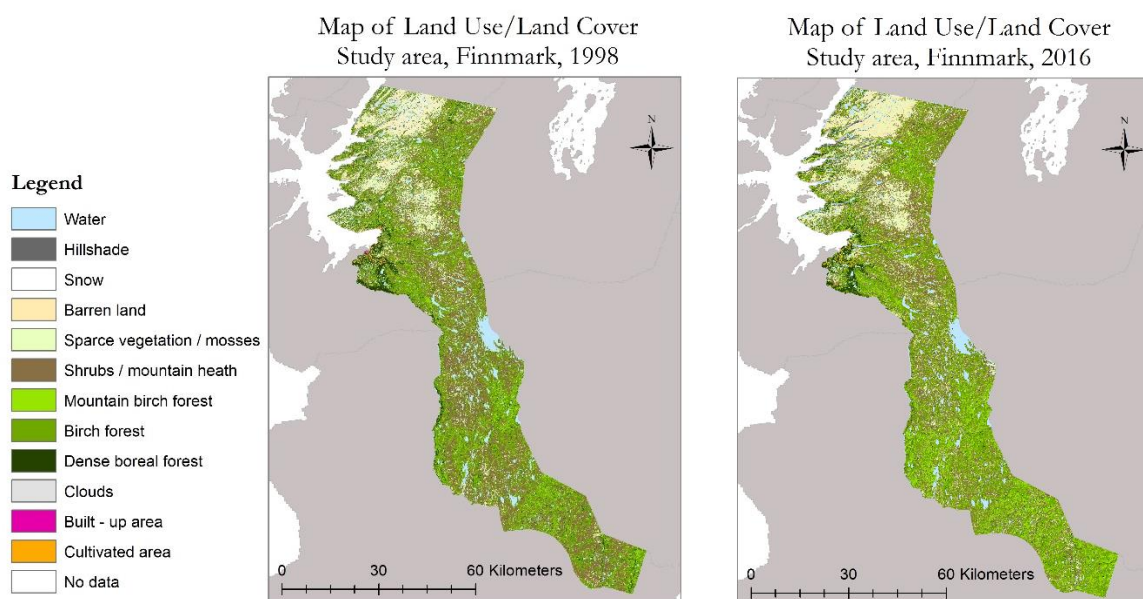 Map of Land Use/Land Cover
Study area, Finnmark, 1998
Map of Land Use/Land Cover
Study area, Finnmark, 2016
N
N
Legend
Water
Hillshade
Snow
Barren land
Sparce vegetation / mosses
Shrubs / mountain heath
Mountain birch forest
Birch forest
Dense boreal forest
Clouds
Built - up area
Cultivated area
No data
0 30 60 Kilometers
0 30 60 Kilometers